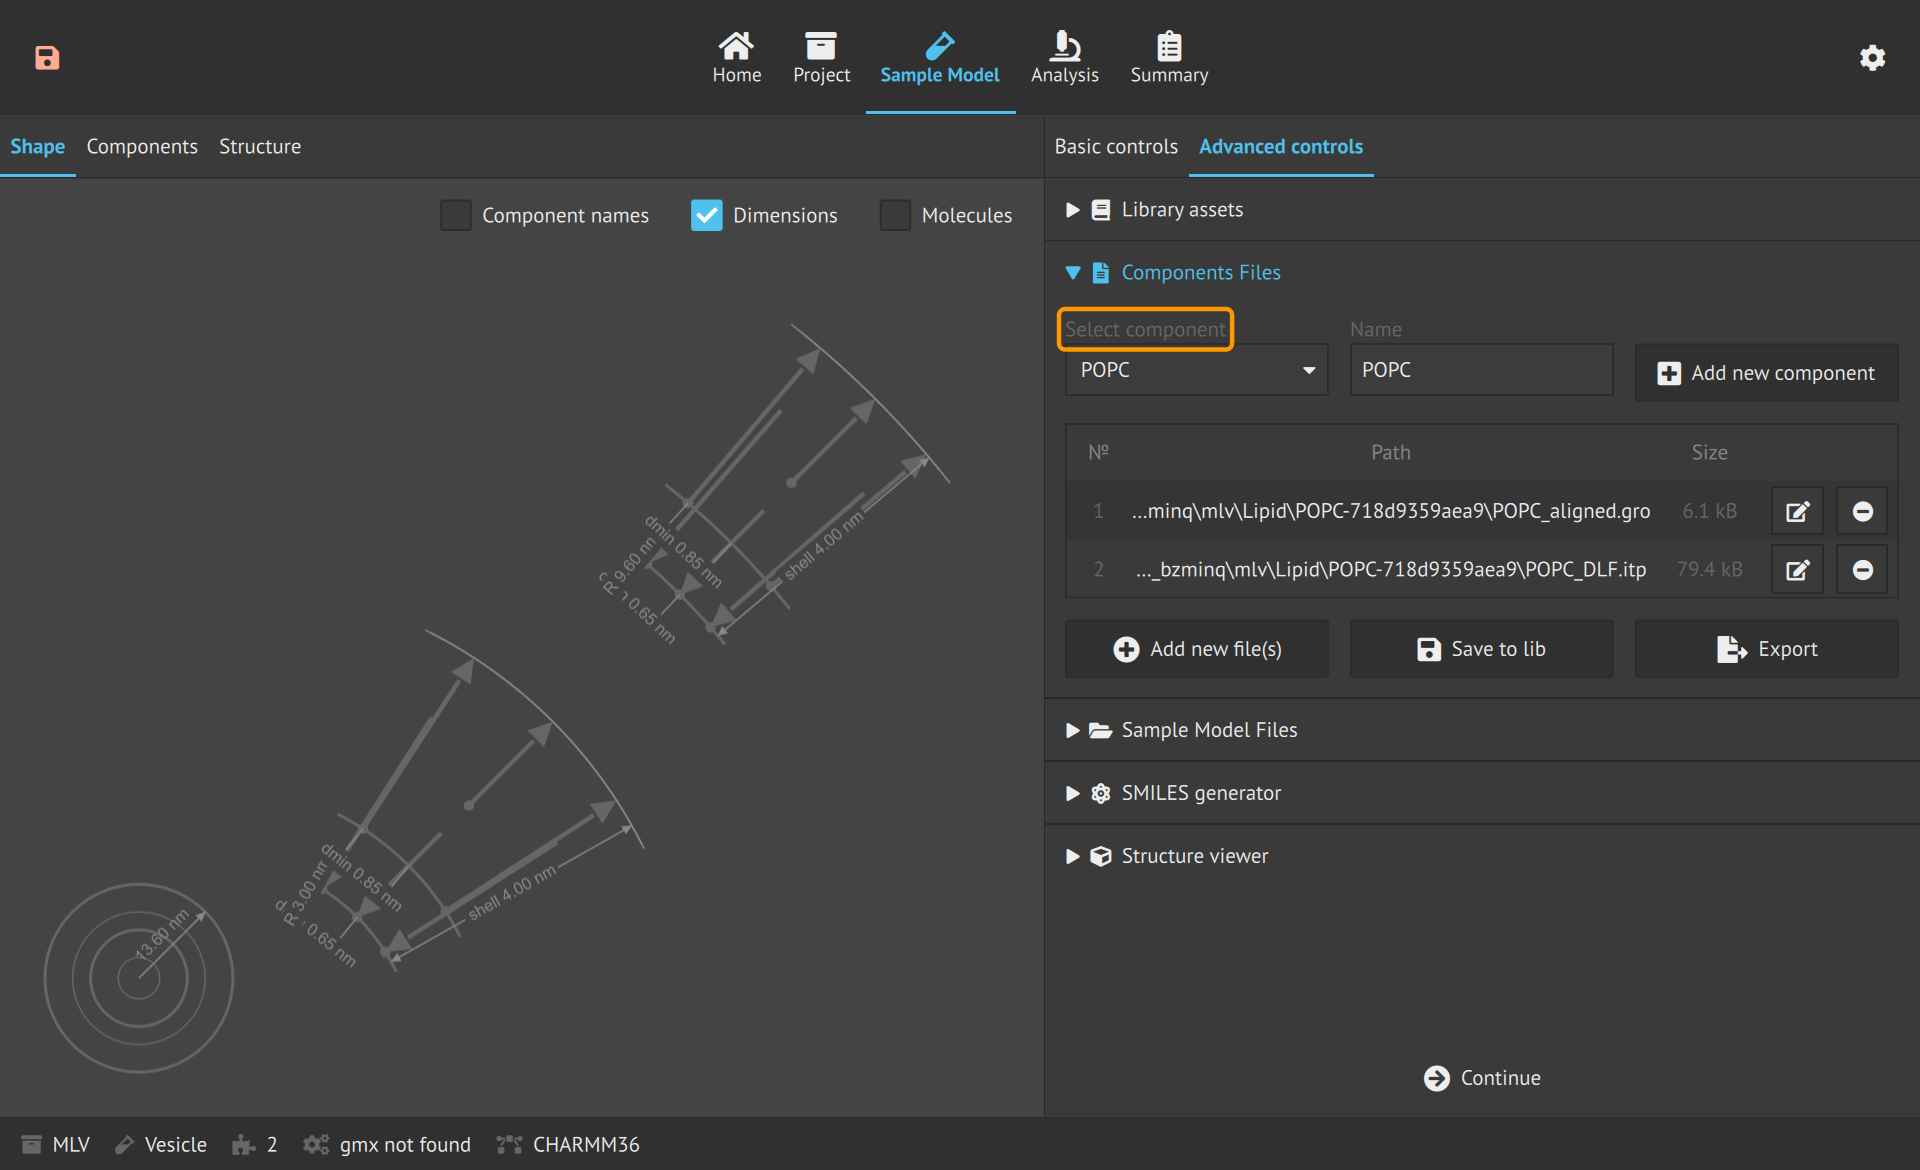 Home
Project
Sample Model
Analysis
Summary
Shape
Components
Structure
Basic controls
Advanced controls
Component names
Dimensions
Molecules
Library assets
Components Files
Select component
Name
POPC
POPC
Add new component
Nº Path Size
1 ...minq\mlv\Lipid\POPC-718d9359aea9\POPC_aligned.gro 6.1 kB
2 ..._bzminq\mlv\Lipid\POPC-718d9359aea9\POPC_DLF.itp 79.4 kB
Add new file(s)
Save to lib
Export
Sample Model Files
SMILES generator
Structure viewer
Continue
dmin 0.85 nm
R 9.60 nm
0.65 nm
shell 4.00 nm
dmin 0.85 nm
R 3.00 nm
0.65 nm
shell 4.00 nm
13.60 nm
MLV
Vesicle
2
gmx not found
CHARMM36